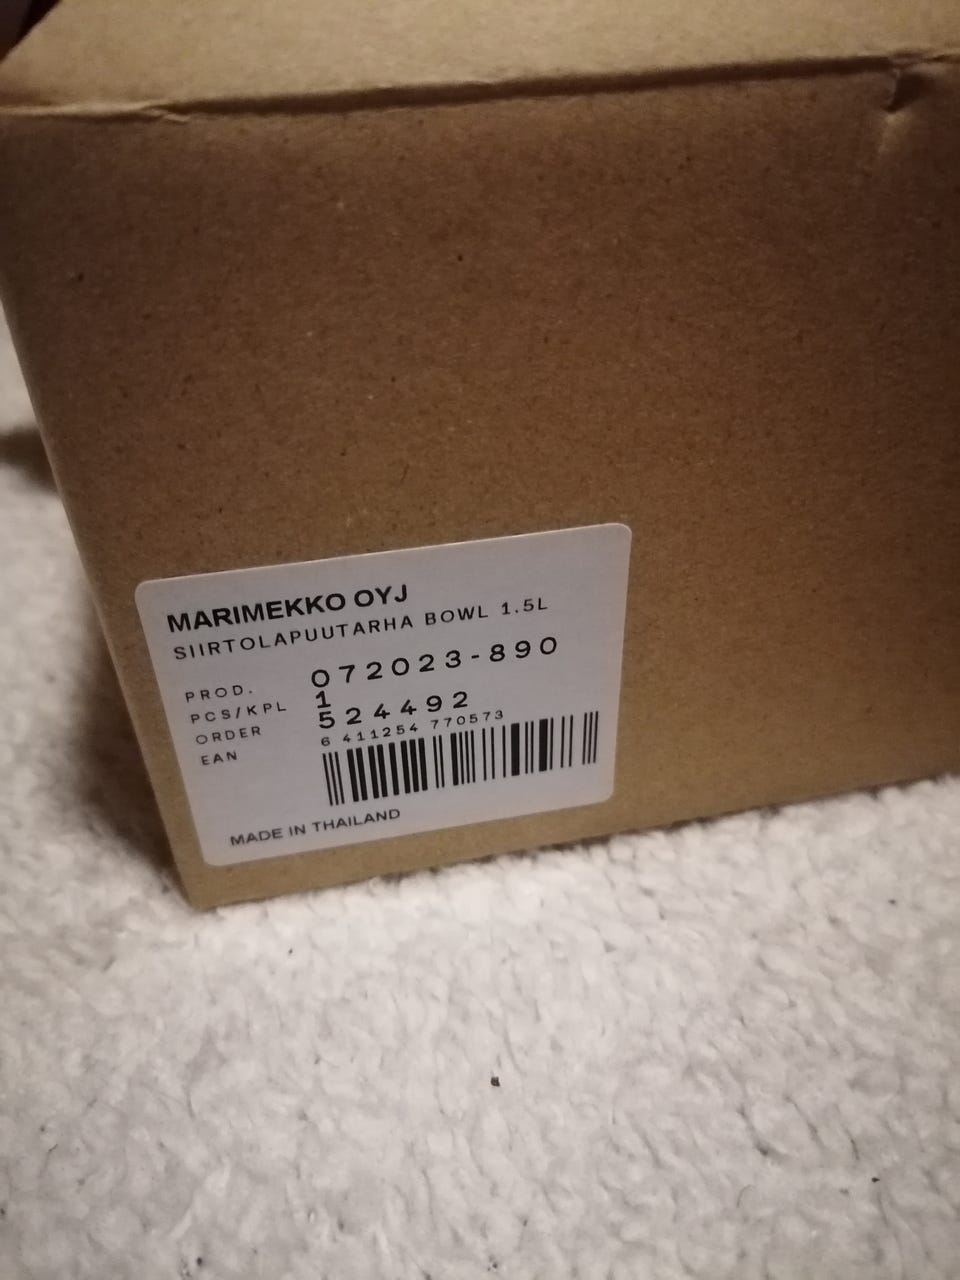 MARIMEKKO OYJ
SIIRTOLAPUUTARHA BOWL 1.5L
PROD. 072023-890
PCS/KPL 1
ORDER 524492
EAN 6 411254 770573
MADE IN THAILAND